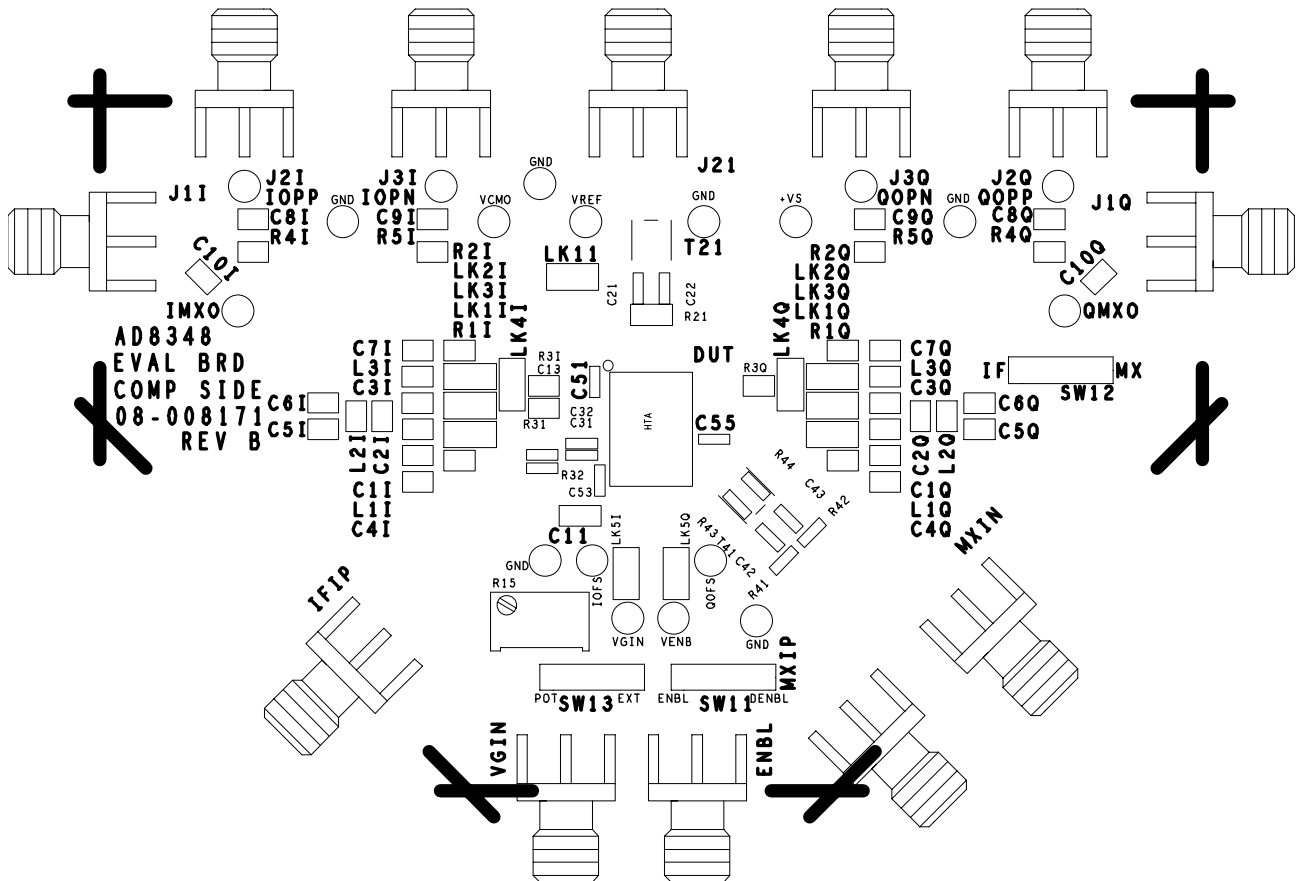 J1I
J2I
IOPP
C8I
R4I
GND
J3I
IOPN
C9I
R5I
GND
VCMO
VREF
J21
GND
T21
+VS
J3Q
QOPN
C9Q
R5Q
GND
J2Q
QOPP
C8Q
R4Q
J1Q
C10I
IMXO
LK11
C21
C22
R21
C10Q
QMXO
R2I
LK2I
LK3I
LK1I
R1I
LK4I
R2Q
LK2Q
LK3Q
LK1Q
R1Q
LK4Q
AD8348
EVAL BRD
COMP SIDE
08-008171
REV B
C7I
L3I
C3I
C6I
C5I
L2I
C2I
C1I
L1I
C4I
R3I
C13
R31
C51
C32
C31
R32
C53
DUT
HTA
C55
R3Q
C7Q
L3Q
C3Q
C6Q
C5Q
C2Q
L2Q
C1Q
L1Q
C4Q
IF
MX
SW12
R44
C43
R42
R43
T41
C42
R41
C11
GND
IOFS
LK5I
LK5Q
QOFS
R15
VGIN
VENB
GND
IFIP
MXIN
MXIP
POT
SW13
EXT
ENBL
SW11
DENBL
VGIN
ENBL